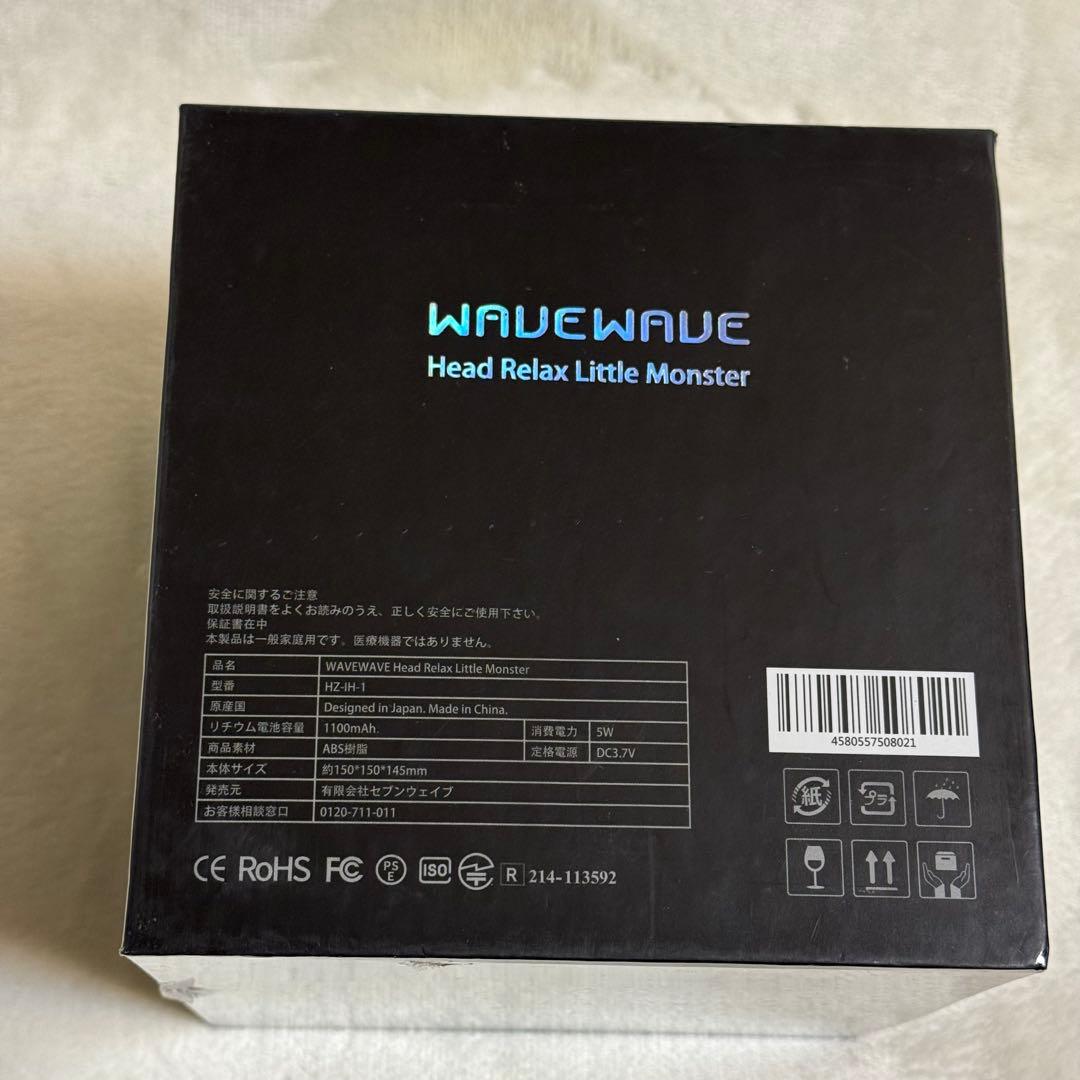 WAVEWAVE
Head Relax Little Monster
安全に関するご注意
取扱説明書をよくお読みのうえ、正しく安全にご使用下さい。
保証書在中
本製品は一般家庭用です。医療機器ではありません。
品名 WAVEWAVE Head Relax Little Monster
型番 HZ-IH-1
原産国 Designed in Japan. Made in China.
リチウム電池容量 1100mAh. 消費電力 5W
商品素材 ABS樹脂 定格電源 DC3.7V
本体サイズ 約150*150*145mm
発売元 有限会社セブンウェイブ
お客様相談窓口 0120-711-011
4580557508021
紙 プラ
CE RoHS FC PSE ISO R 214-113592